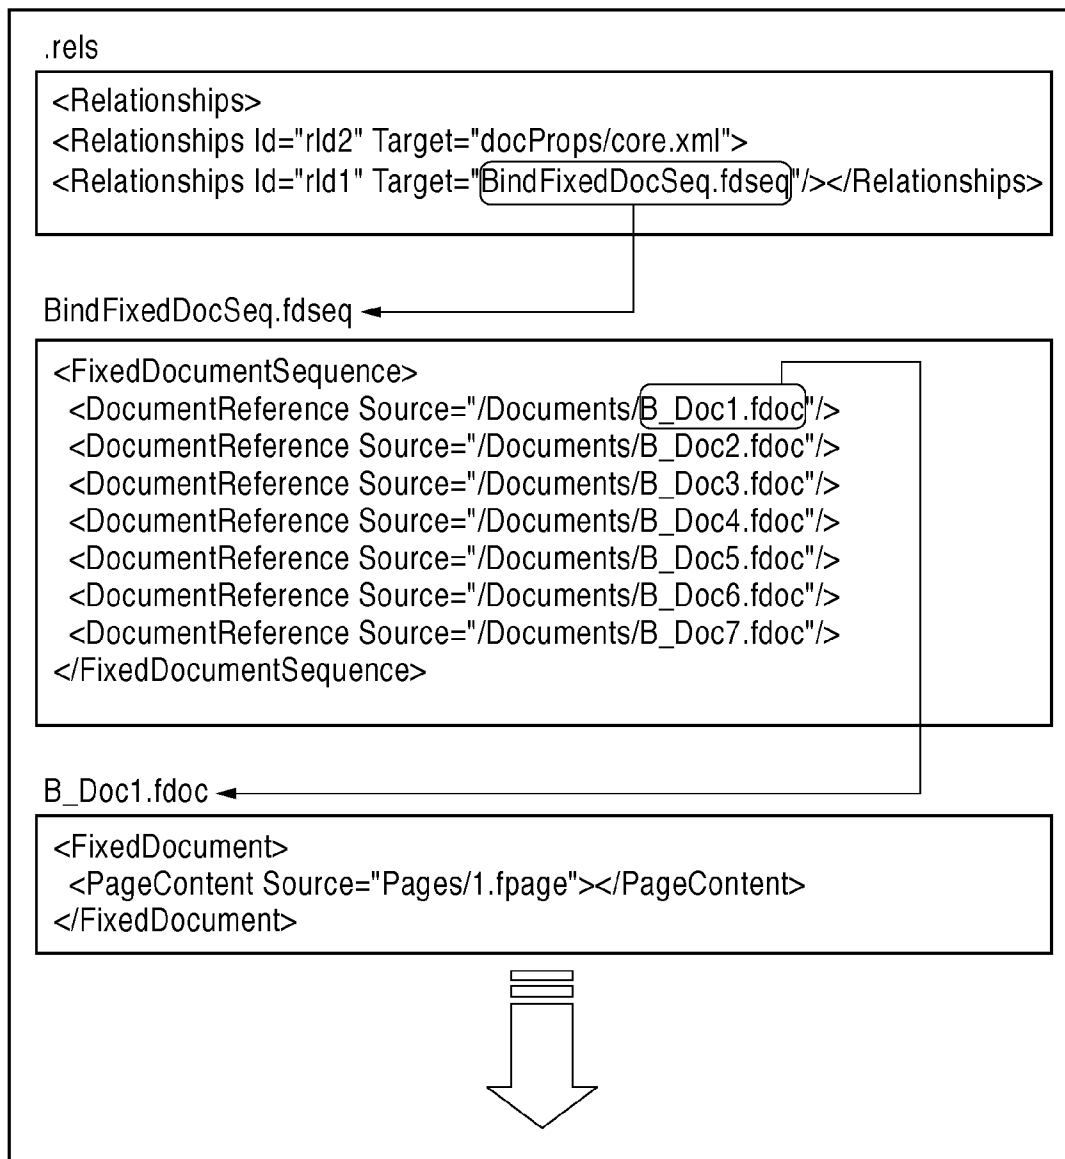 .rels
<Relationships>
<Relationships Id="rId2" Target="docProps/core.xml">
<Relationships Id="rId1" Target="BindFixedDocSeq.fdseq"/></Relationships>
BindFixedDocSeq.fdseq
<FixedDocumentSequence>
<DocumentReference Source="/Documents/B_Doc1.fdoc"/>
<DocumentReference Source="/Documents/B_Doc2.fdoc"/>
<DocumentReference Source="/Documents/B_Doc3.fdoc"/>
<DocumentReference Source="/Documents/B_Doc4.fdoc"/>
<DocumentReference Source="/Documents/B_Doc5.fdoc"/>
<DocumentReference Source="/Documents/B_Doc6.fdoc"/>
<DocumentReference Source="/Documents/B_Doc7.fdoc"/>
</FixedDocumentSequence>
B_Doc1.fdoc
<FixedDocument>
<PageContent Source="Pages/1.fpage"></PageContent>
</FixedDocument>